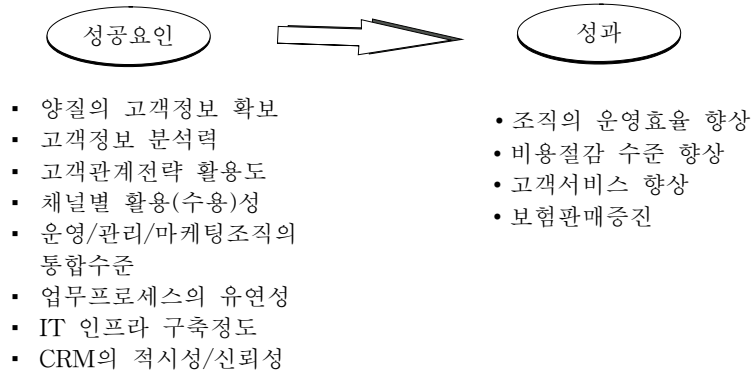 성공요인
성과
▪ 양질의 고객정보 확보
▪ 고객정보 분석력
▪ 고객관계전략 활용도
▪ 채널별 활용(수용)성
▪ 운영/관리/마케팅조직의
통합수준
▪ 업무프로세스의 유연성
▪ IT 인프라 구축정도
▪ CRM의 적시성/신뢰성
• 조직의 운영효율 향상
• 비용절감 수준 향상
• 고객서비스 향상
• 보험판매증진